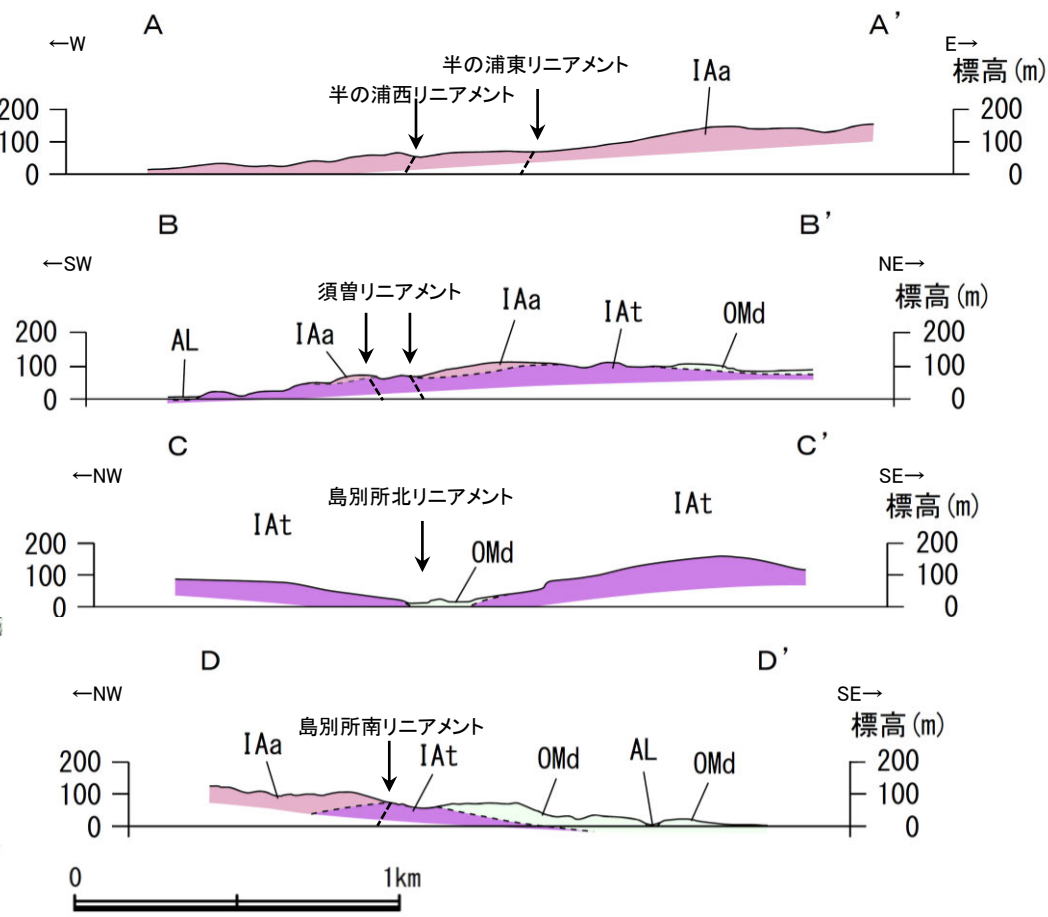 A A’
←W E→
半の浦東リニアメント IAa 標高(m)
半の浦西リニアメント
200 200
100 100
0 0
B B’
←SW NE→
須曽リニアメント IAa 標高(m)
AL IAa IAt OMd
200 200
100 100
0 0
C C’
←NW SE→
島別所北リニアメント IAt 標高(m)
IAt
OMd
200 200
100 100
0 0
D D’
←NW SE→
島別所南リニアメント 標高(m)
IAa IAt OMd AL OMd
200 200
100 100
0 0
0 1km